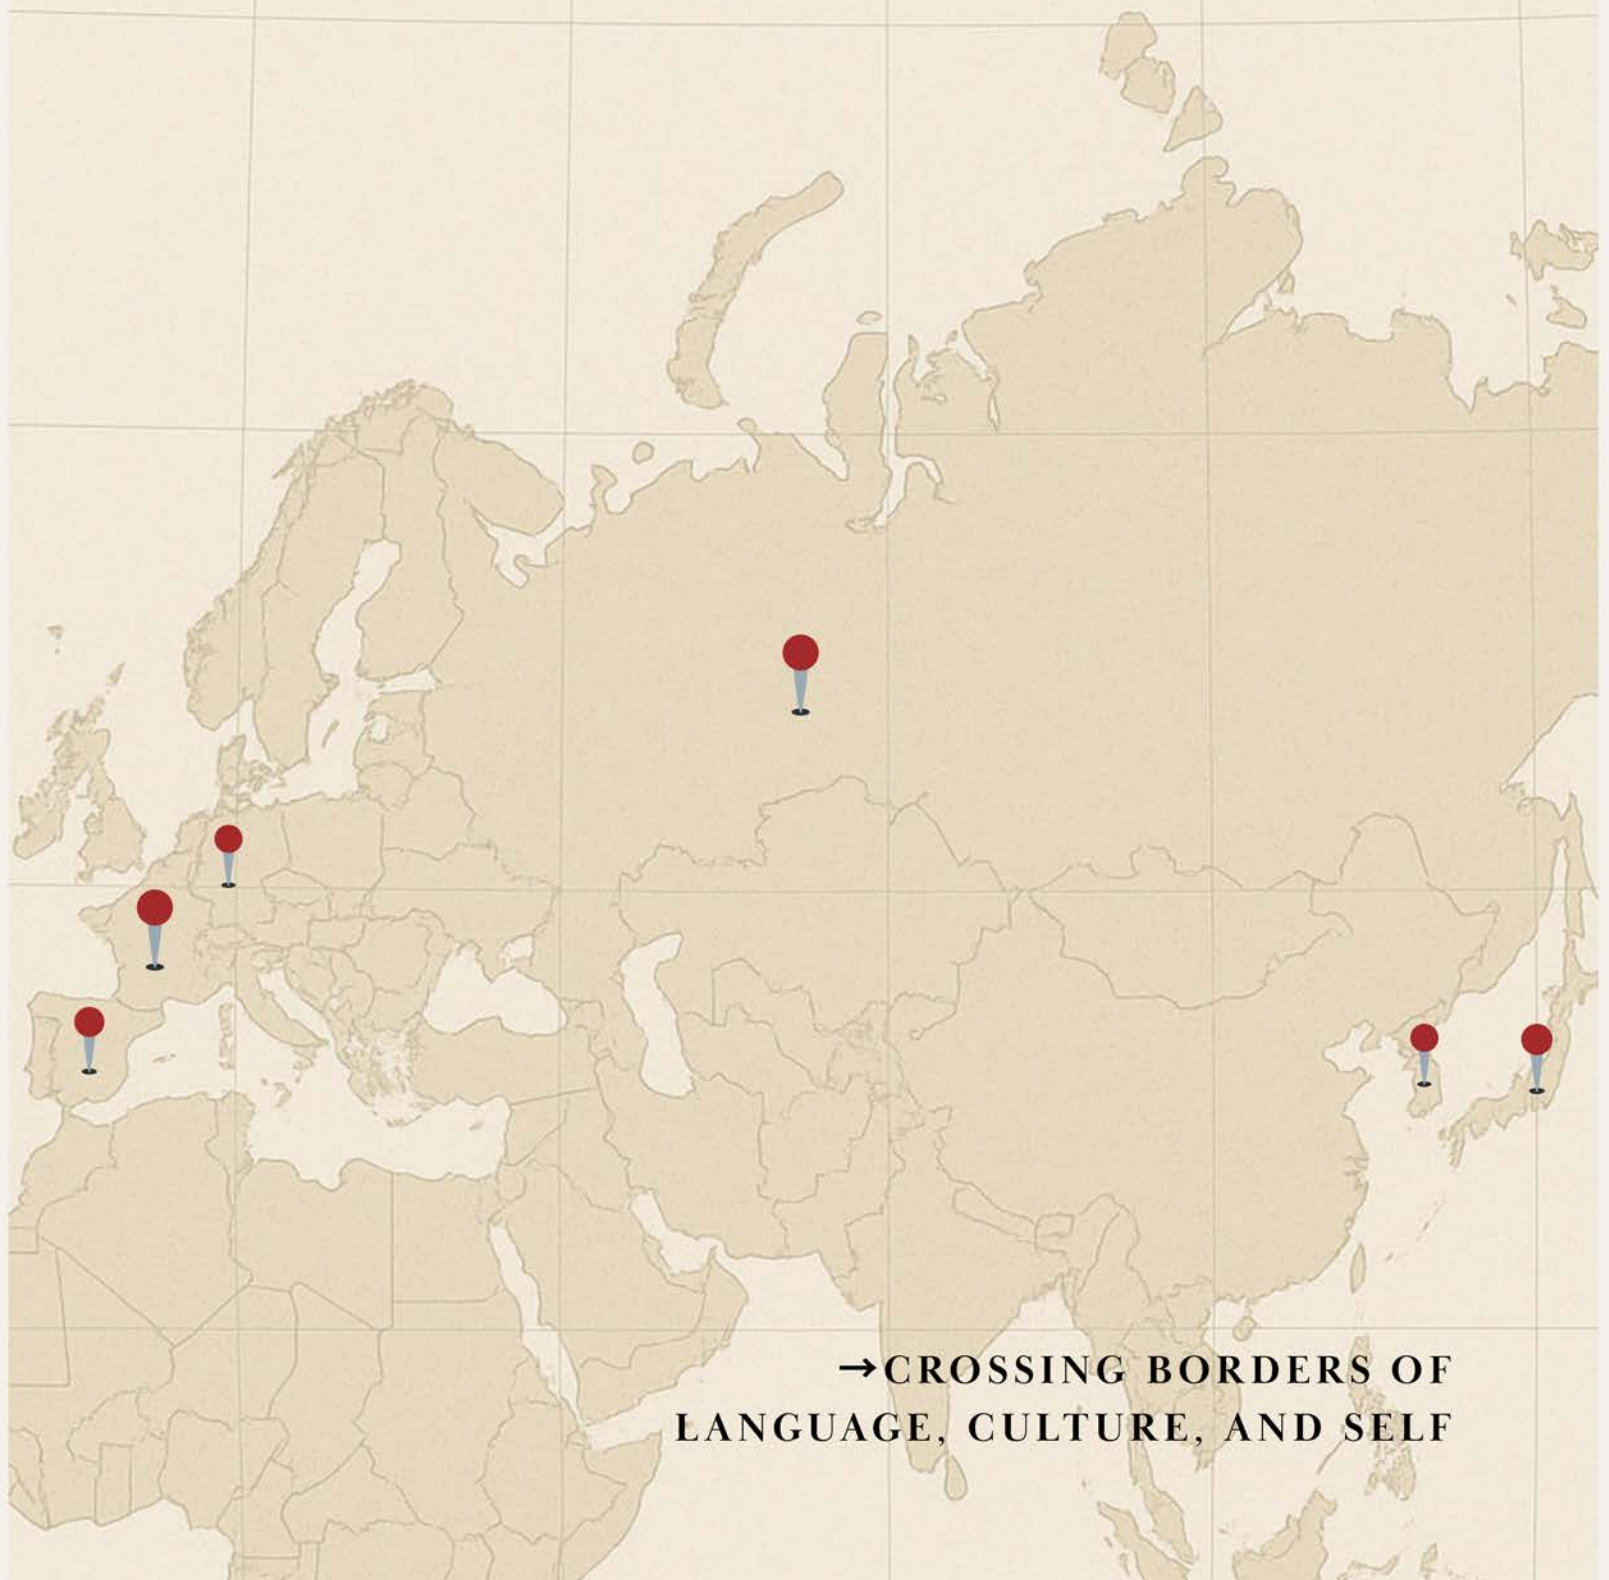 →CROSSING BORDERS OF
LANGUAGE, CULTURE, AND SELF